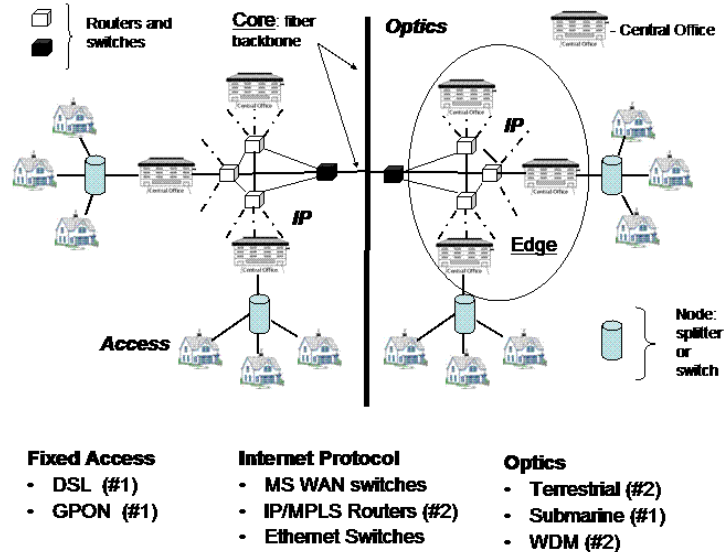 Routers and
switches
Core: fiber
backbone
Optics
- Central Office
Central Office
Central Office
Central Office
IP
IP
Central Office
Central Office
Central Office
Central Office
Edge
Access
Node:
splitter
or
switch
Fixed Access
• DSL (#1)
• GPON (#1)
Internet Protocol
• MS WAN switches
• IP/MPLS Routers (#2)
• Ethernet Switches
Optics
• Terrestrial (#2)
• Submarine (#1)
• WDM (#2)